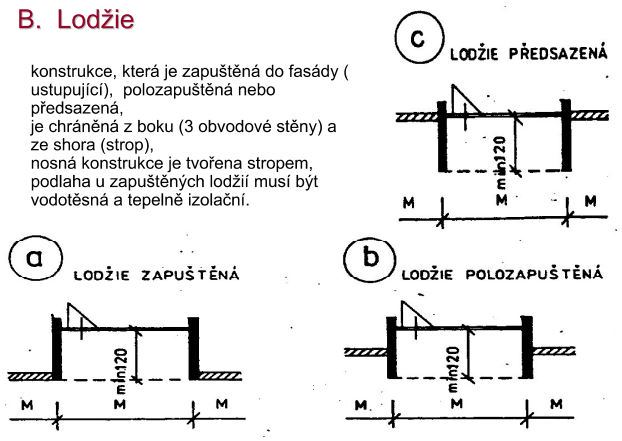 B. Lodžie
konstrukce, která je zapuštěná do fasády (
ustupující), polozapuštěná nebo
předsazená,
je chráněná z boku (3 obvodové stěny) a
ze shora (strop),
nosná konstrukce je tvořena stropem,
podlaha u zapuštěných lodžií musí být
vodotěsná a tepelně izolační.
c
LODŽIE PŘEDSAZENÁ
min120
M
M
M
a
LODŽIE ZAPUŠTĚNÁ
min120
M
M
M
b
LODŽIE POLOZAPUŠTĚNÁ
min120
M
M
M